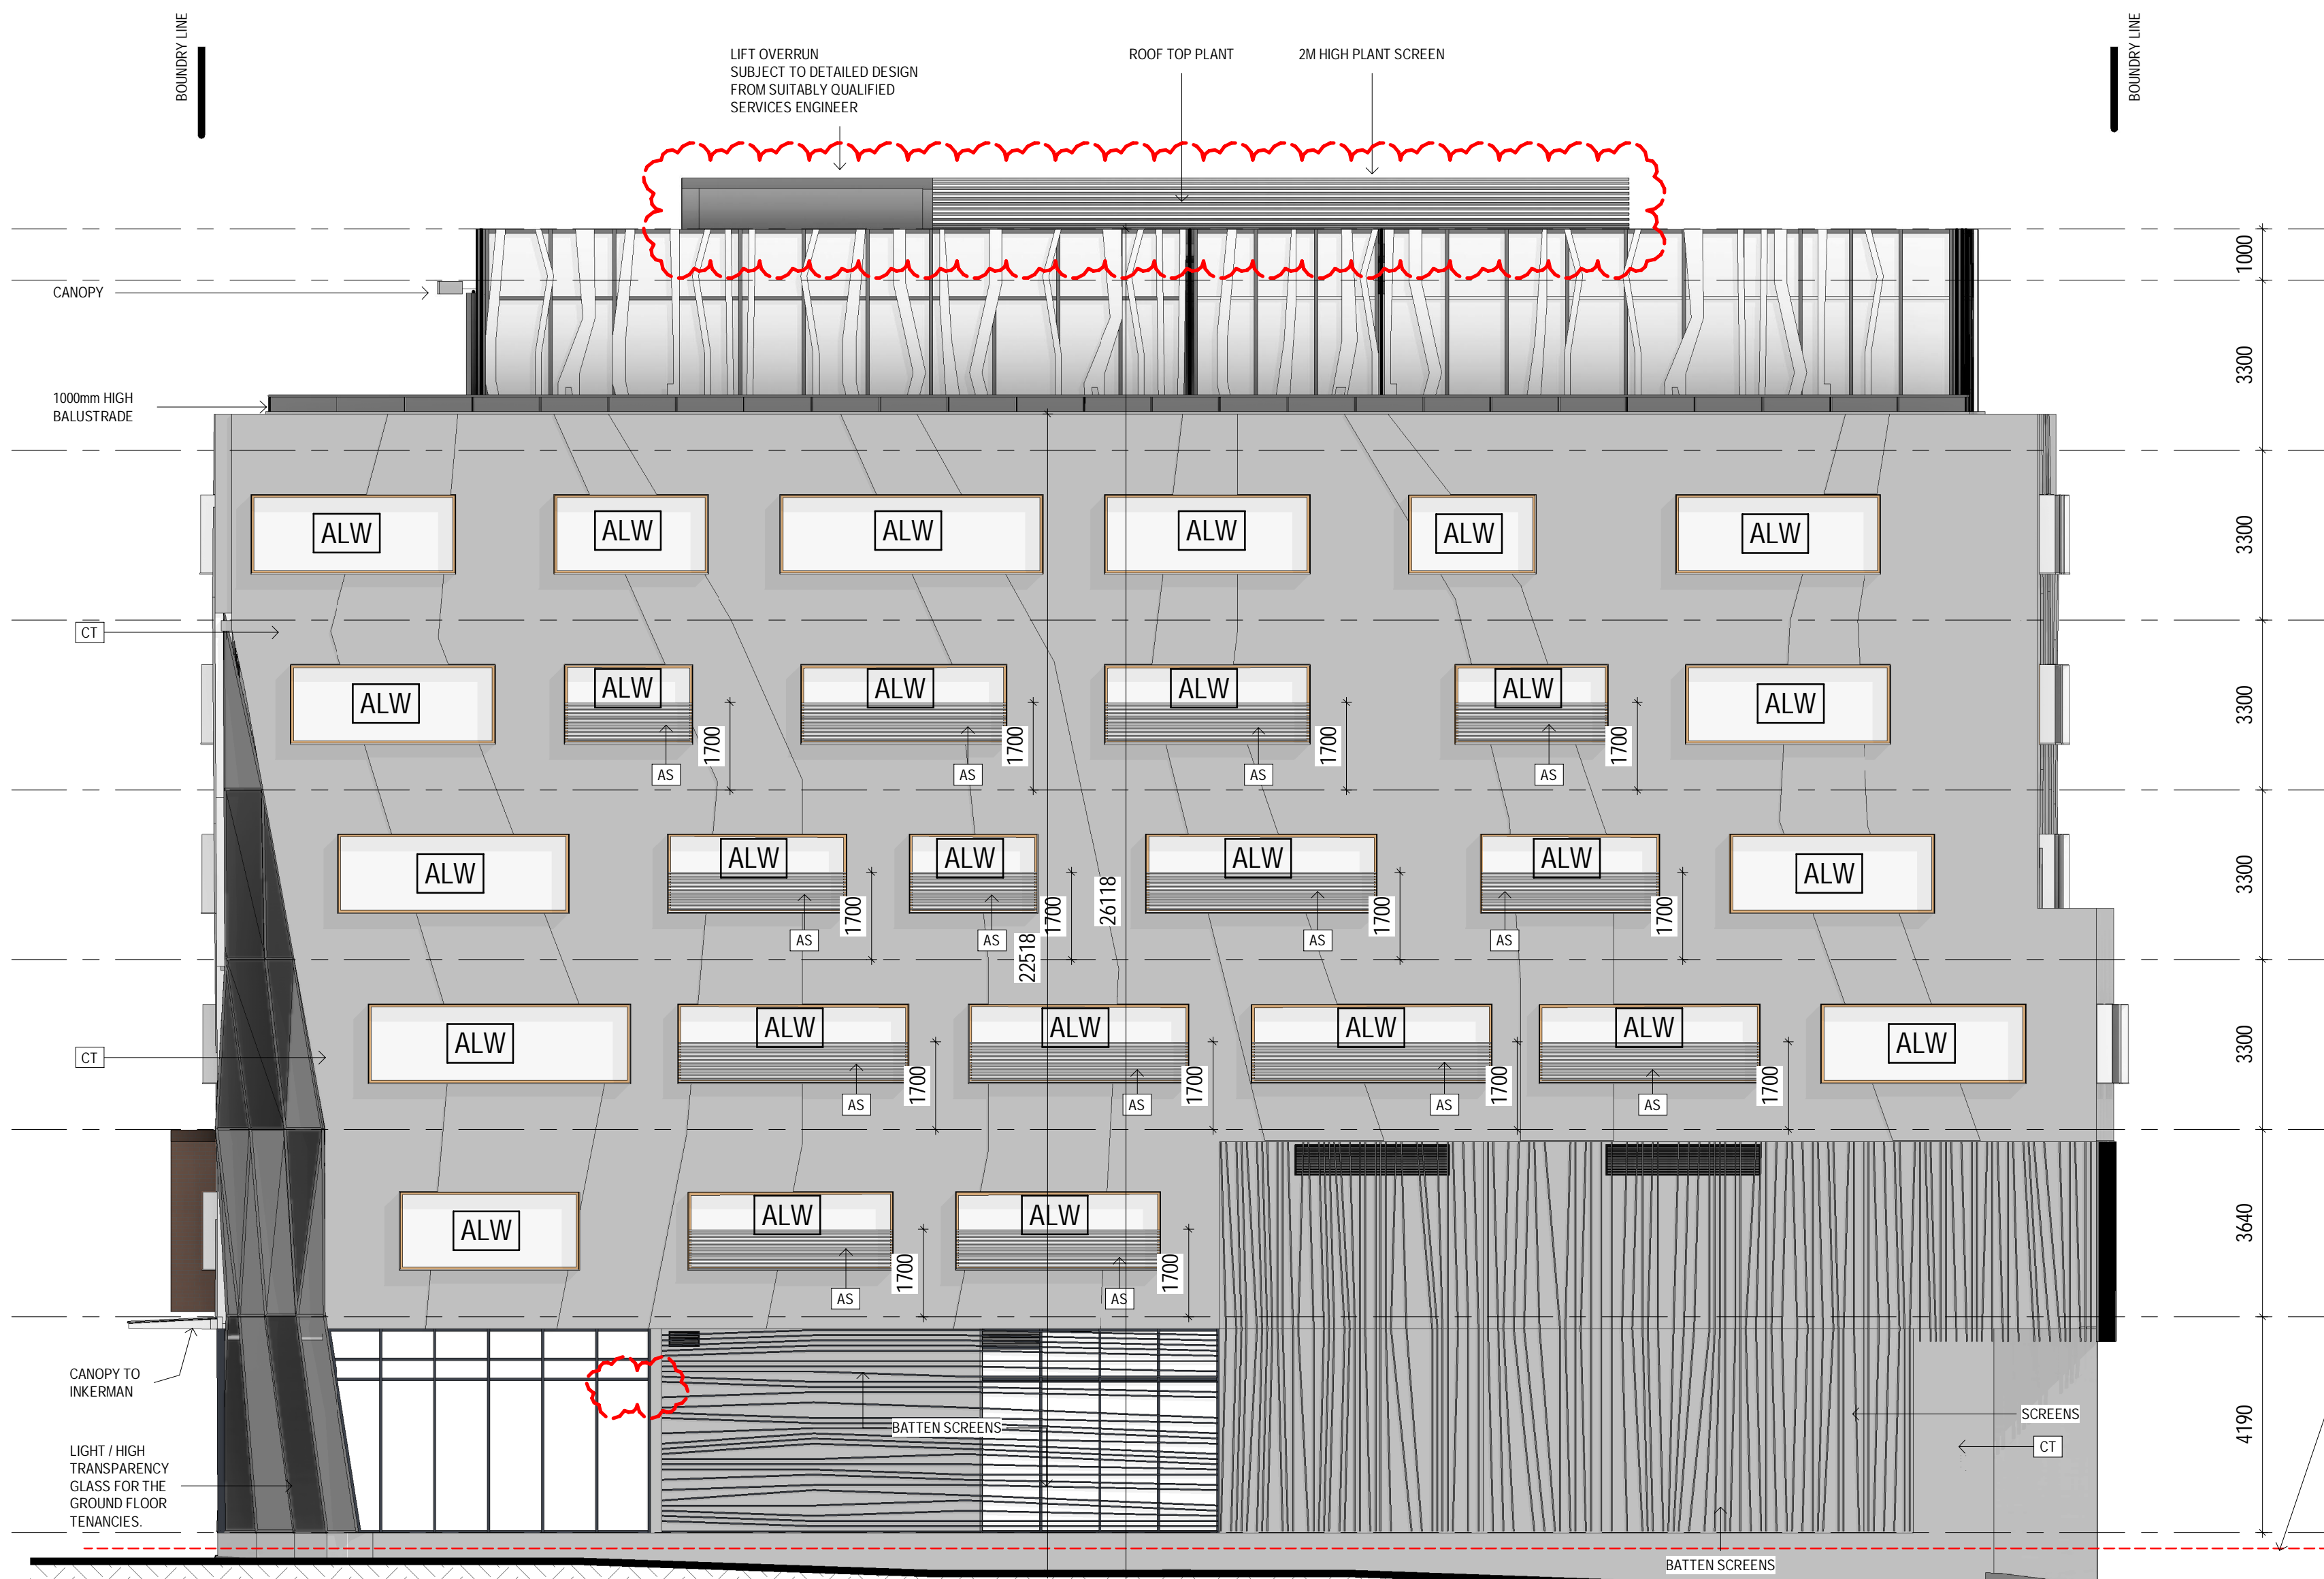 BOUNDRY LINE
BOUNDRY LINE
LIFT OVERRUN
SUBJECT TO DETAILED DESIGN
FROM SUITABLY QUALIFIED
SERVICES ENGINEER
ROOF TOP PLANT
2M HIGH PLANT SCREEN
1000
CANOPY
3300
1000mm HIGH
BALUSTRADE
ALW
ALW
ALW
ALW
ALW
ALW
3300
CT
ALW
ALW
ALW
ALW
ALW
ALW
3300
1700
1700
1700
1700
AS
AS
AS
AS
ALW
ALW
ALW
ALW
ALW
ALW
3300
1700
1700
26118
1700
1700
AS
AS
22518
AS
AS
ALW
ALW
ALW
ALW
ALW
ALW
3300
CT
1700
1700
1700
1700
AS
AS
AS
AS
ALW
ALW
ALW
3640
1700
1700
AS
AS
CANOPY TO
INKERMAN
BATTEN SCREENS
SCREENS
4190
CT
LIGHT / HIGH
TRANSPARENCY
GLASS FOR THE
GROUND FLOOR
TENANCIES.
BATTEN SCREENS